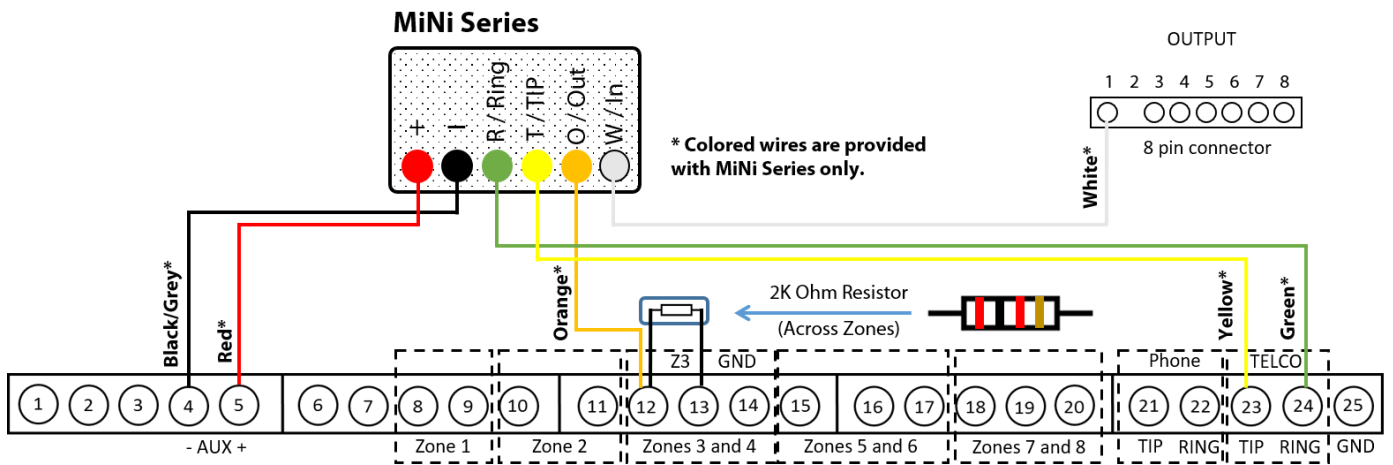 MiNi Series
OUTPUT
1 2 3 4 5 6 7 8
8 pin connector
+
-
R / Ring
T / TIP
O / Out
W / In
* Colored wires are provided
with MiNi Series only.
White*
Black/Grey*
Red*
Orange*
2K Ohm Resistor
(Across Zones)
Yellow*
Green*
Z3 GND
Phone
TELCO
1 2 3 4 5 6 7 8 9 10 11 12 13 14 15 16 17 18 19 20 21 22 23 24 25
- AUX +
Zone 1
Zone 2
Zones 3 and 4
Zones 5 and 6
Zones 7 and 8
TIP RING TIP RING GND